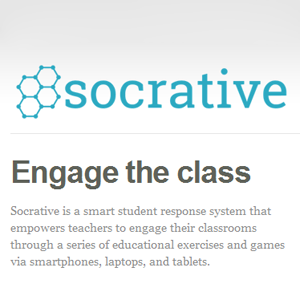 socrative
Engage the class
Socrative is a smart student response system that
empowers teachers to engage their classrooms
through a series of educational exercises and games
via smartphones, laptops, and tablets.